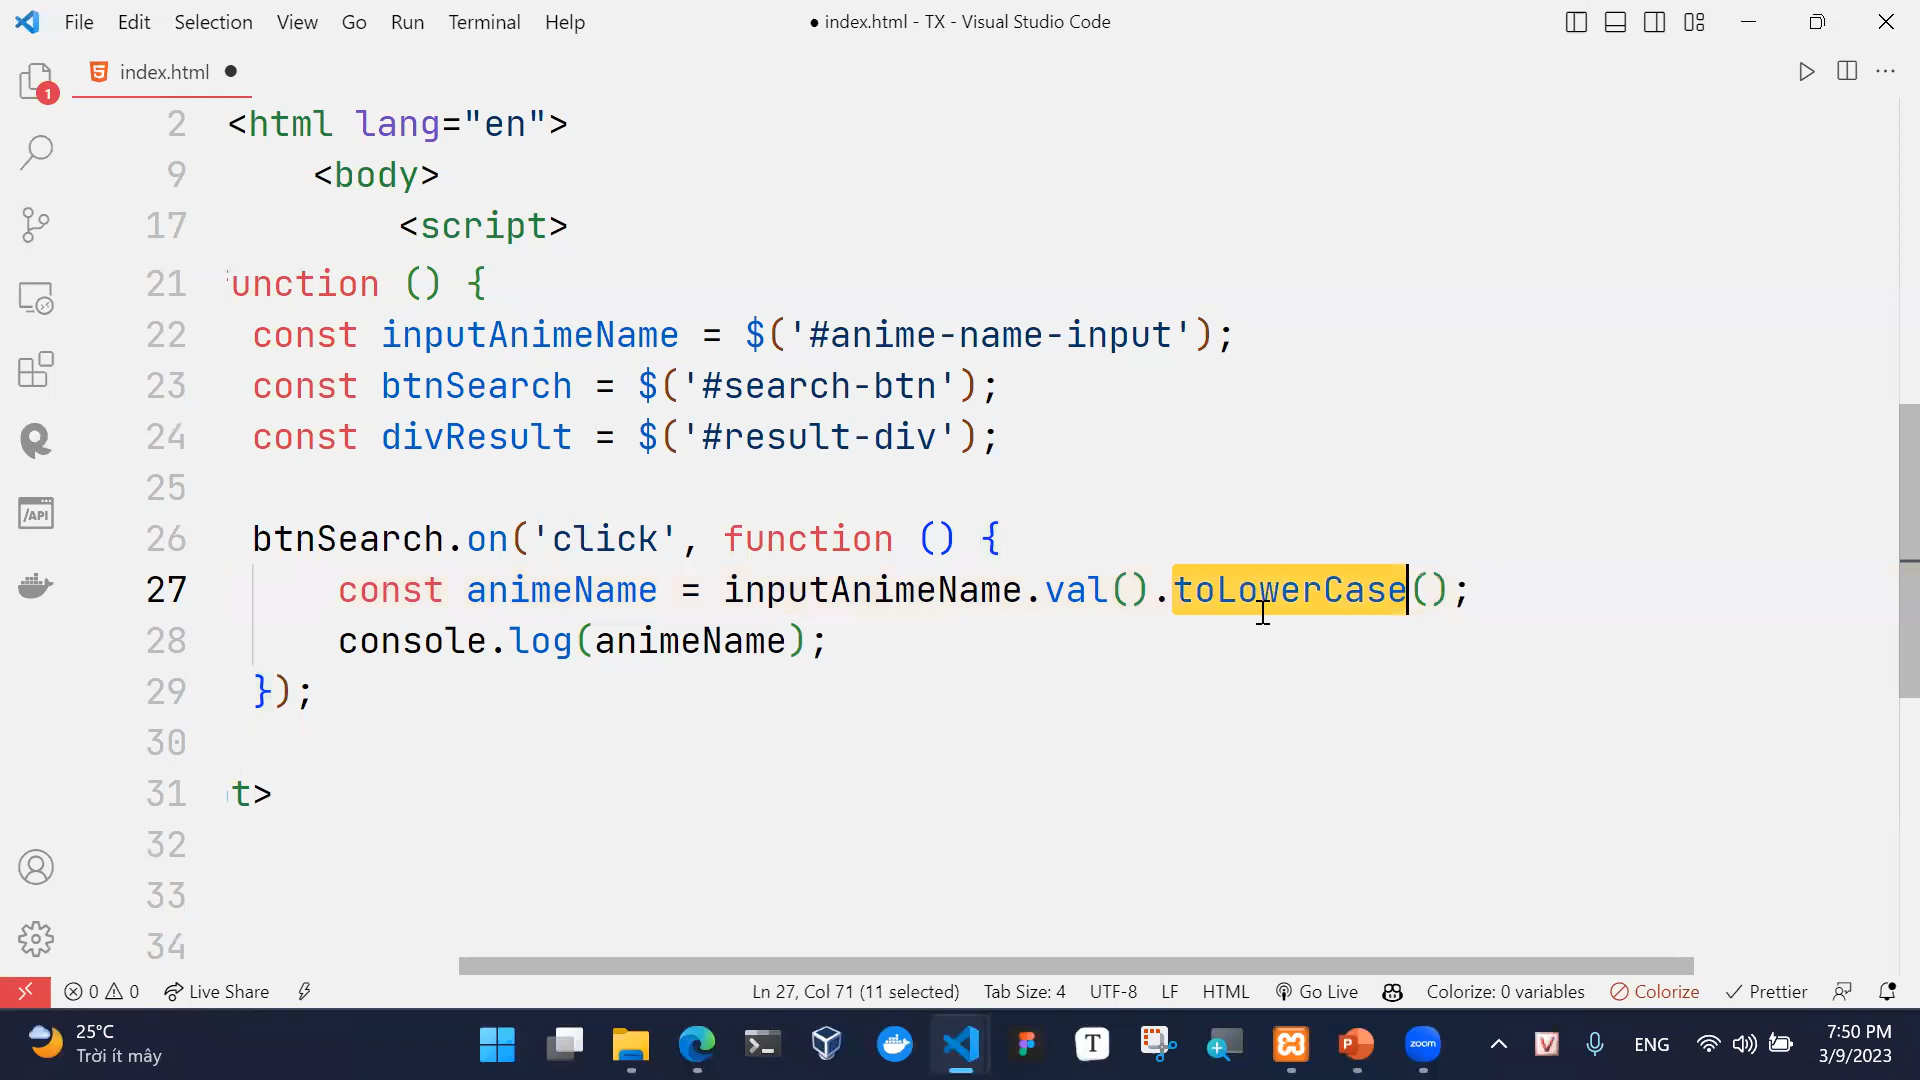 File Edit Selection View Go Run Terminal Help
● index.html - TX - Visual Studio Code
1
index.html ●
2 <html lang="en">
9 <body>
17 <script>
21 unction () {
22 const inputAnimeName = $('#anime-name-input');
23 const btnSearch = $('#search-btn');
24 const divResult = $('#result-div');
25
26 btnSearch.on('click', function () {
27 const animeName = inputAnimeName.val().toLowerCase();
28 console.log(animeName);
29 });
30
31 t>
32
33
34
/API
0 0 Live Share Ln 27, Col 71 (11 selected) Tab Size: 4 UTF-8 LF HTML Go Live Colorize: 0 variables Colorize Prettier
25°C
Trời ít mây
T
zoom
V
ENG
7:50 PM
3/9/2023